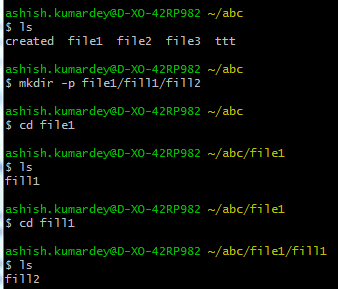 ashish.kumardey@D-XO-42RP982 ~/abc
$ ls
created  file1  file2  file3  ttt
ashish.kumardey@D-XO-42RP982 ~/abc
$ mkdir -p file1/fill1/fill2
ashish.kumardey@D-XO-42RP982 ~/abc
$ cd file1
ashish.kumardey@D-XO-42RP982 ~/abc/file1
$ ls
fill1
ashish.kumardey@D-XO-42RP982 ~/abc/file1
$ cd fill1
ashish.kumardey@D-XO-42RP982 ~/abc/file1/fill1
$ ls
fill2